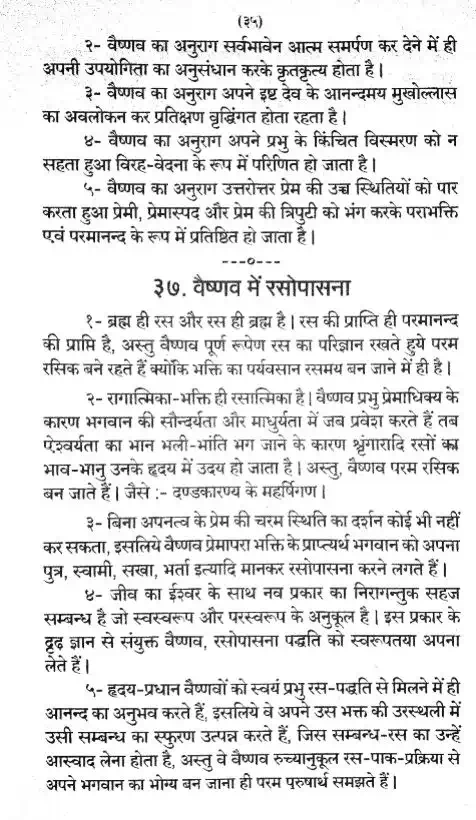 (३५)
२- वैष्णव का अनुराग सर्वभावेन आत्म समर्पण कर देने में ही
अपनी उपयोगिता का अनुसंधान करके कृतकृत्य होता है।
३- वैष्णव का अनुराग अपने इष्ट देव के आनन्दमय मुखोल्लास
का अवलोकन कर प्रतिक्षण वृद्धिंगत होता रहता है।
४- वैष्णव का अनुराग अपने प्रभु के किंचित विस्मरण को न
सहता हुआ विरह-वेदना के रूप में परिणित हो जाता है।
५- वैष्णव का अनुराग उत्तरोत्तर प्रेम की उच्च स्थितियों को पार
करता हुआ प्रेमी, प्रेमास्पद और प्रेम की त्रिपुटी को भंग करके पराभक्ति
एवं परमानन्द के रूप में प्रतिष्ठित हो जाता है।
---०---
३७. वैष्णव में रसोपासना
१- ब्रह्म ही रस और रस ही ब्रह्म है। रस की प्राप्ति ही परमानन्द
की प्राप्ति है, अस्तु वैष्णव पूर्ण रूपेण रस का परिज्ञान रखते हुये परम
रसिक बने रहते हैं क्योंकि भक्ति का पर्यवसान रसमय बन जाने में ही है।
२- रागात्मिका-भक्ति ही रसात्मिका है। वैष्णव प्रभु प्रेमाधिक्य के
कारण भगवान की सौन्दर्यता और माधुर्यता में जब प्रवेश करते हैं तब
ऐश्वर्यता का भान भली-भांति भग जाने के कारण श्रृंगारादि रसों का
भाव-भानु उनके हृदय में उदय हो जाता है। अस्तु, वैष्णव परम रसिक
बन जाते हैं। जैसे :- दण्डकारण्य के महर्षिगण।
३- बिना अपनत्व के प्रेम की चरम स्थिति का दर्शन कोई भी नहीं
कर सकता, इसलिये वैष्णव प्रेमापरा भक्ति के प्राप्त्यर्थ भगवान को अपना
पुत्र, स्वामी, सखा, भर्ता इत्यादि मानकर रसोपासना करने लगते हैं।
४- जीव का ईश्वर के साथ नव प्रकार का निरागन्तुक सहज
सम्बन्ध है जो स्वस्वरूप और परस्वरूप के अनुकूल है। इस प्रकार के
दृढ़ ज्ञान से संयुक्त वैष्णव, रसोपासना पद्धति को स्वरूपतया अपना
लेते हैं।
५- हृदय-प्रधान वैष्णवों को स्वयं प्रभु रस-पद्धति से मिलने में ही
आनन्द का अनुभव करते हैं, इसलिये वे अपने उस भक्त की उरस्थली में
उसी सम्बन्ध का स्फुरण उत्पन्न करते हैं, जिस सम्बन्ध-रस का उन्हें
आस्वाद लेना होता है, अस्तु वे वैष्णव रुच्यानुकूल रस-पाक-प्रक्रिया से
अपने भगवान का भोग्य बन जाना ही परम पुरुषार्थ समझते हैं।